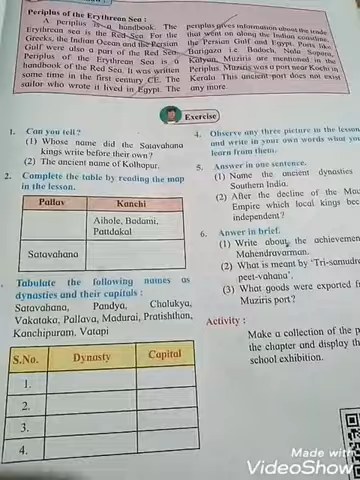 Periplus of the Erythrean Sea :
A periplus is a handbook. The
Erythrean sea is the Red Sea. For the
Greeks, the Indian Ocean and the Persian
Gulf were also a part of the Red Sea.
Periplus of the Erythrean Sea is a
handbook of the Red Sea. It was written
some time in the first century CE. The
sailor who wrote it lived in Egypt. The
periplus gives information about the trade
that went on along the Indian coastline,
the Persian Gulf and Egypt. Ports like
Barigaza i.e. Bharoch, Nala Sopara,
Kalyan, Muziris are mentioned in the
Periplus. Muziris was a port near Kochi in
Kerala. This ancient port does not exist
any more.
Exercise
1. Can you tell?
(1) Whose name did the Satavahana
kings write before their own?
(2) The ancient name of Kolhapur.
2. Complete the table by reading the map
in the lesson.
Pallav Kanchi
Aihole, Badami,
Pattdakal
Satavahana
Tabulate the following names as
dynasties and their capitals :
Satavahana, Pandya, Chalukya,
Vakataka, Pallava, Madurai, Pratishthan,
Kanchipuram, Vatapi
S.No. Dynasty Capital
1.
2.
3.
4.
4. Observe any three picture in the lesson
and write in your own words what you
learn from them.
5. Answer in one sentence.
(1) Name the ancient dynasties
Southern India.
(2) After the decline of the Mau
Empire which local kings bec
independent?
6. Anwer in brief.
(1) Write about the achievemen
Mahendravarman.
(2) What is meant by 'Tri-samudr
peet-vahana'.
(3) What goods were exported f
Muziris port?
Activity :
Make a collection of the p
the chapter and display th
school exhibition.
Made with
VideoShow